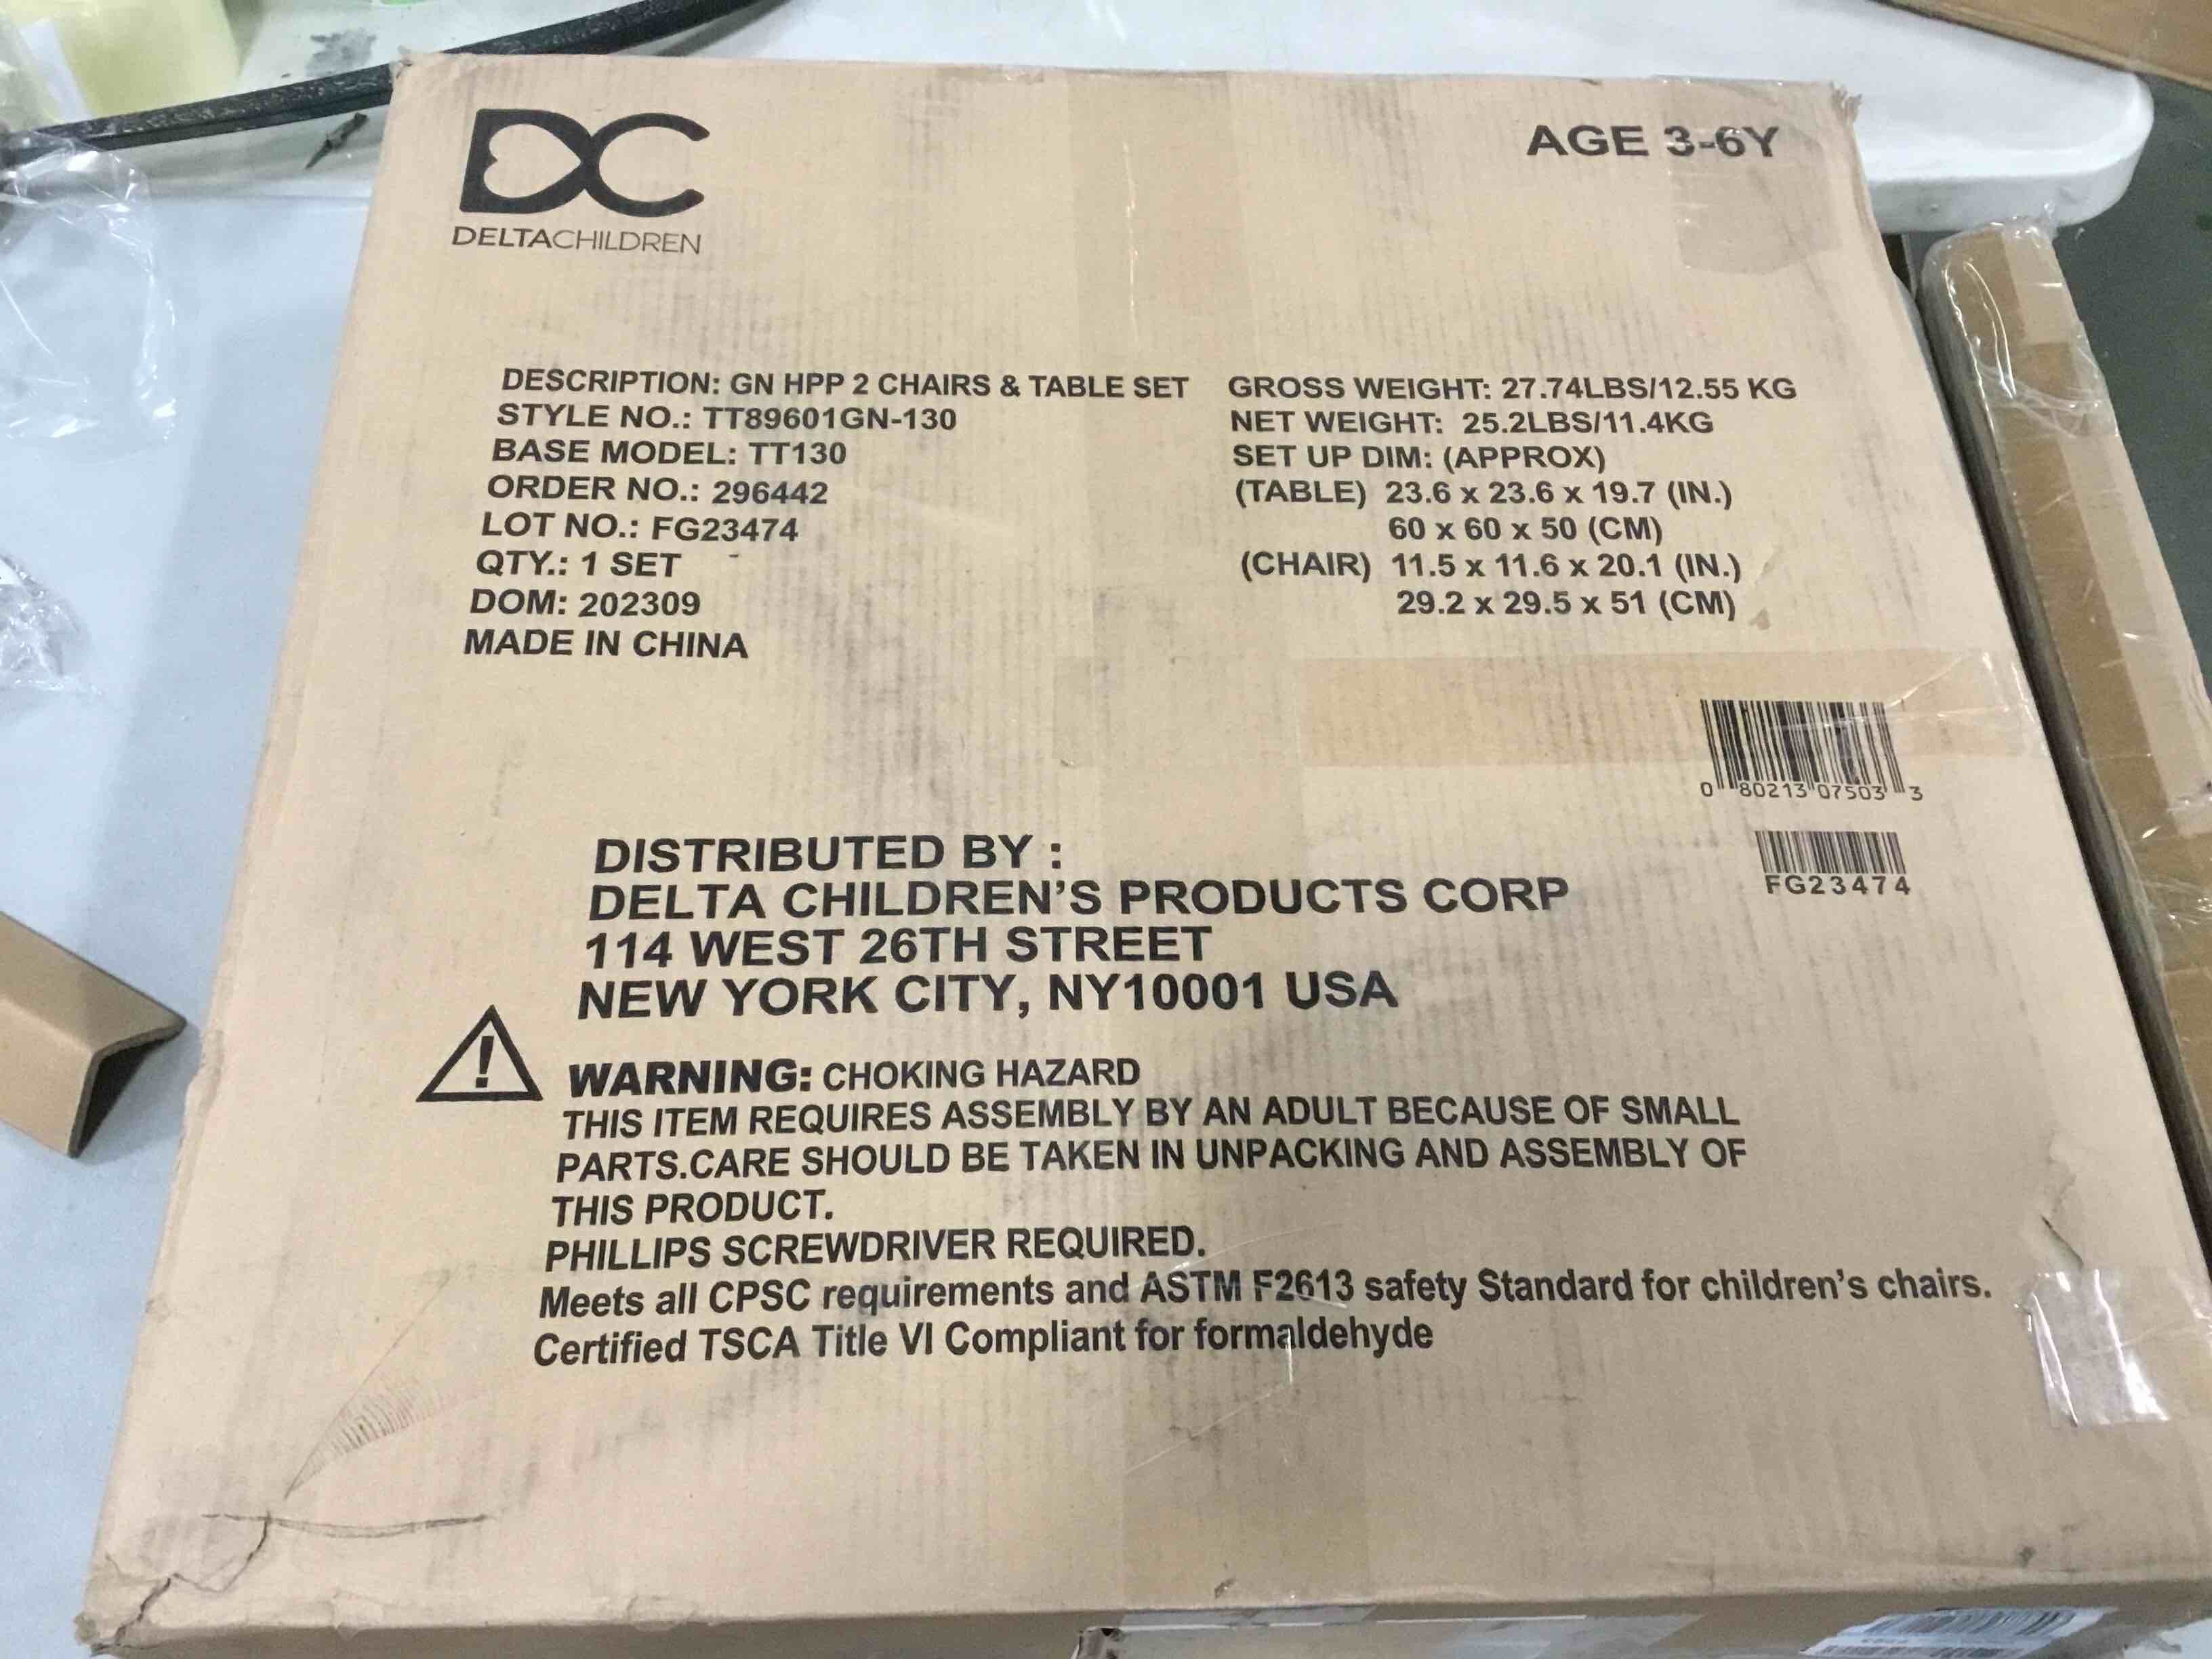 DC
DELTACHILDREN
AGE 3-6Y
DESCRIPTION: GN HPP 2 CHAIRS & TABLE SET
STYLE NO.: TT89601GN-130
BASE MODEL: TT130
ORDER NO.: 296442
LOT NO.: FG23474
QTY.: 1 SET
DOM: 202309
MADE IN CHINA
GROSS WEIGHT: 27.74LBS/12.55 KG
NET WEIGHT: 25.2LBS/11.4KG
SET UP DIM: (APPROX)
(TABLE) 23.6 x 23.6 x 19.7 (IN.)
60 x 60 x 50 (CM)
(CHAIR) 11.5 x 11.6 x 20.1 (IN.)
29.2 x 29.5 x 51 (CM)
0 80213 07503 3
FG23474
DISTRIBUTED BY :
DELTA CHILDREN'S PRODUCTS CORP
114 WEST 26TH STREET
NEW YORK CITY, NY10001 USA
WARNING: CHOKING HAZARD
THIS ITEM REQUIRES ASSEMBLY BY AN ADULT BECAUSE OF SMALL
PARTS.CARE SHOULD BE TAKEN IN UNPACKING AND ASSEMBLY OF
THIS PRODUCT.
PHILLIPS SCREWDRIVER REQUIRED.
Meets all CPSC requirements and ASTM F2613 safety Standard for children's chairs.
Certified TSCA Title VI Compliant for formaldehyde